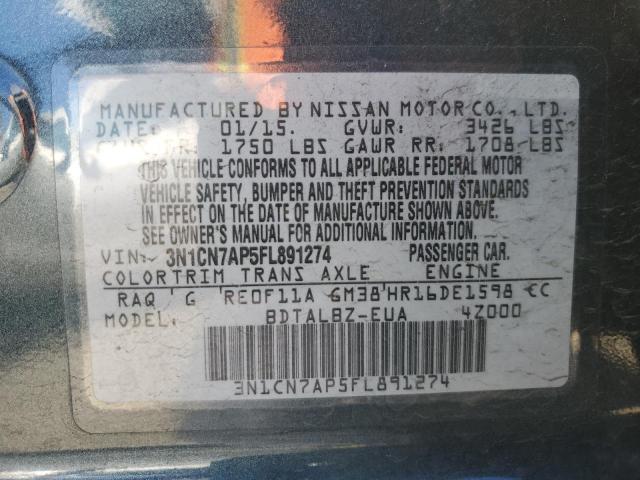 MANUFACTURED BY NISSAN MOTOR CO., LTD.
DATE: 01/15. GVWR: 3426 LBS
1750 LBS GAWR RR: 1708 LBS
THIS VEHICLE CONFORMS TO ALL APPLICABLE FEDERAL MOTOR
VEHICLE SAFETY, BUMPER AND THEFT PREVENTION STANDARDS
IN EFFECT ON THE DATE OF MANUFACTURE SHOWN ABOVE.
SEE OWNER'S MANUAL FOR ADDITIONAL INFORMATION.
VIN: 3N1CN7AP5FL891274 PASSENGER CAR.
COLOR TRIM TRANS AXLE ENGINE
RAQ G RE0F11A GM38 HR16DE1598 CC
MODEL BDTALBZ-EUA 4Z000
3N1CN7AP5FL891274